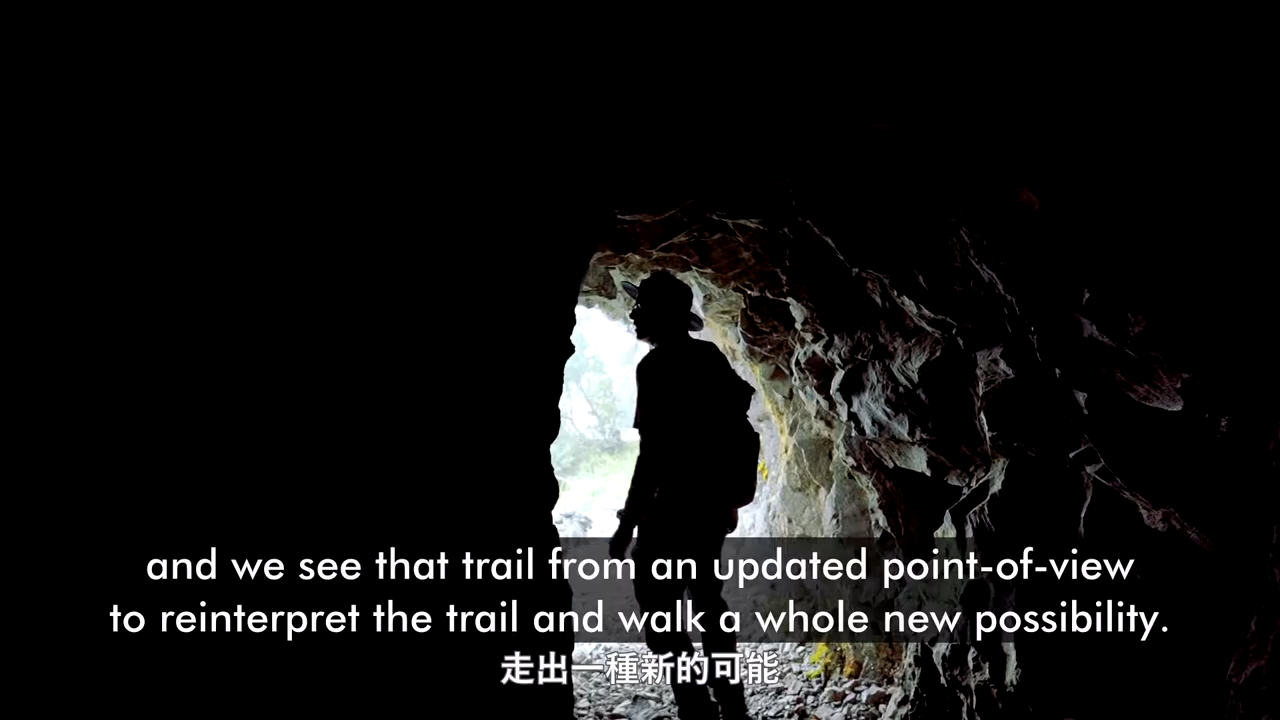 and we see that trail from an updated point-of-view
to reinterpret the trail and walk a whole new possibility.
走出一種新的可能